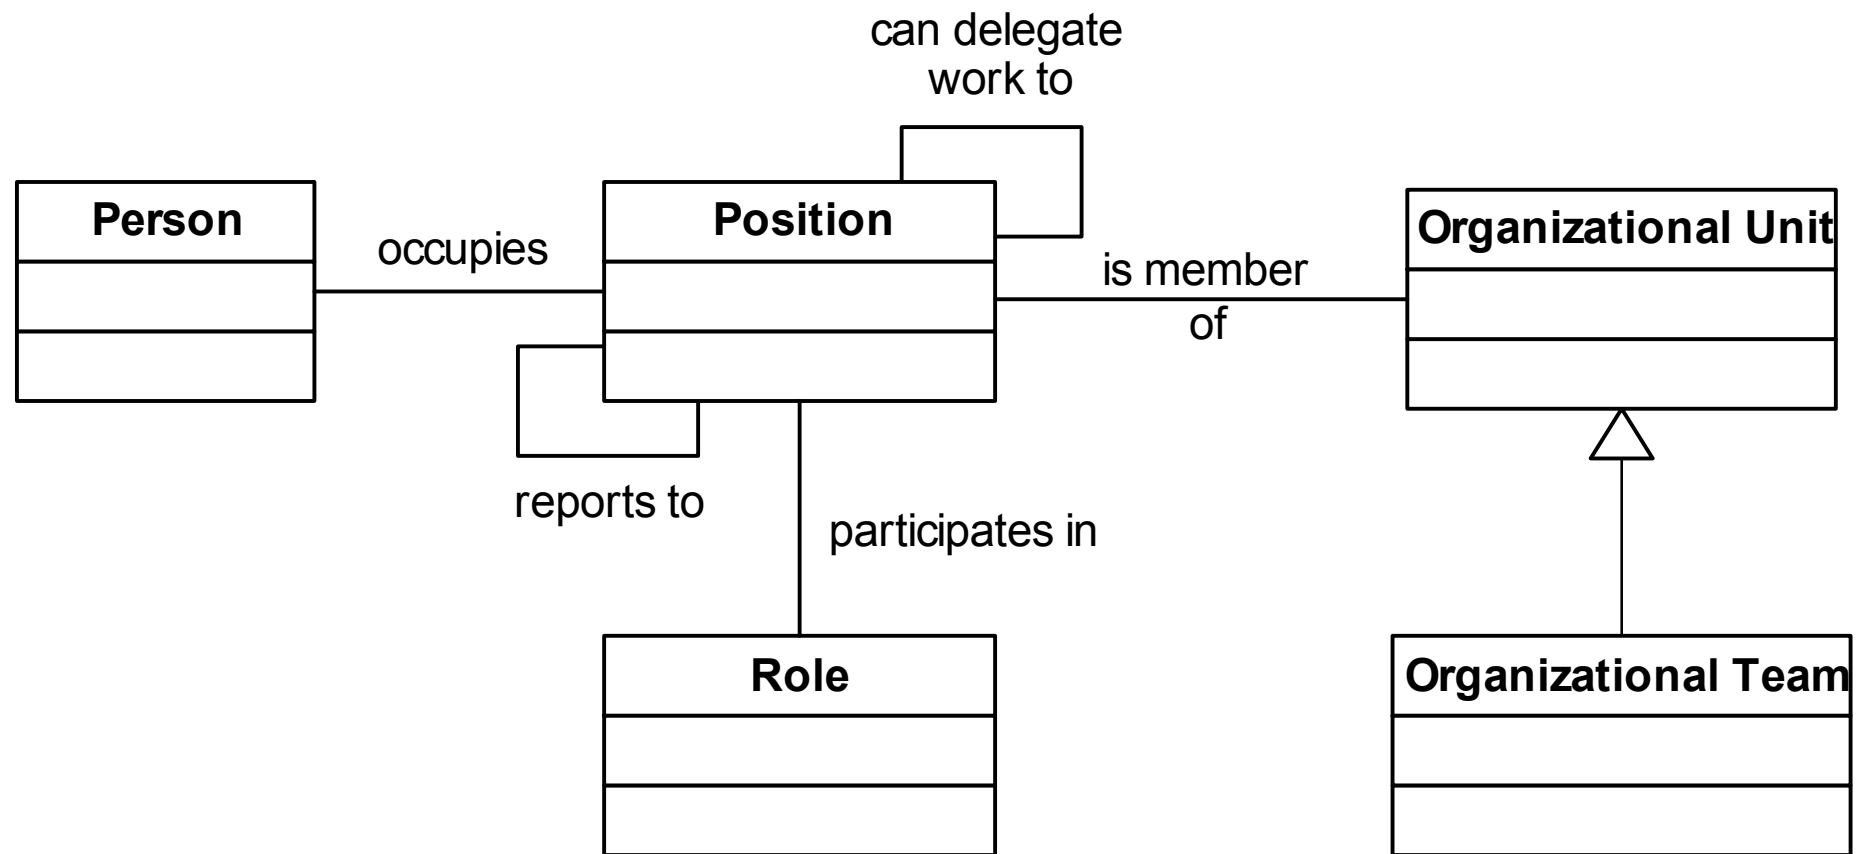 can delegate
work to
Person
Position
Organizational Unit
occupies
is member
of
reports to
participates in
Role
Organizational Team